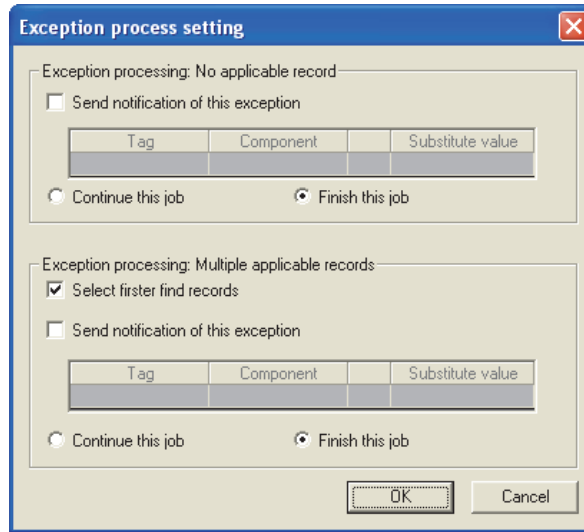 Exception process setting
Exception processing: No applicable record
Send notification of this exception
Tag Component Substitute value
Continue this job Finish this job
Exception processing: Multiple applicable records
Select firster find records
Send notification of this exception
Tag Component Substitute value
Continue this job Finish this job
OK Cancel